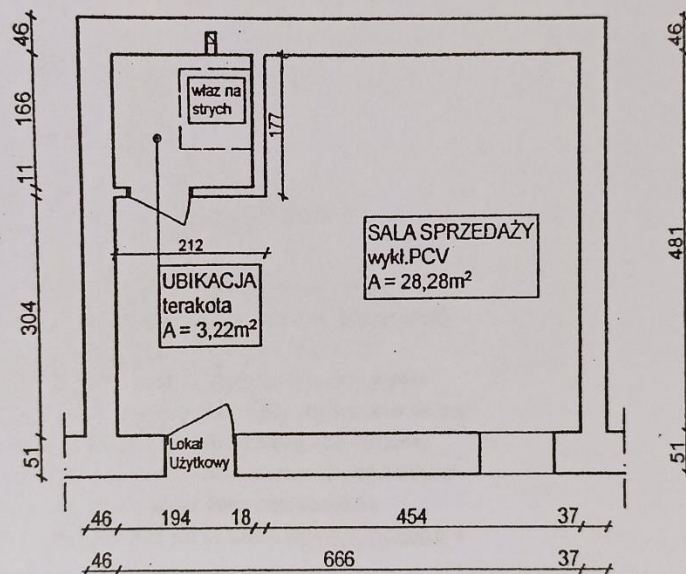 46
166
11
304
51
właz na
strych
177
212
UBIKACJA
terakota
A = 3,22m²
SALA SPRZEDAŻY
wykł.PCV
A = 28,28m²
Lokal
Użytkowy
46
481
51
46 194 18 454 37
46 666 37